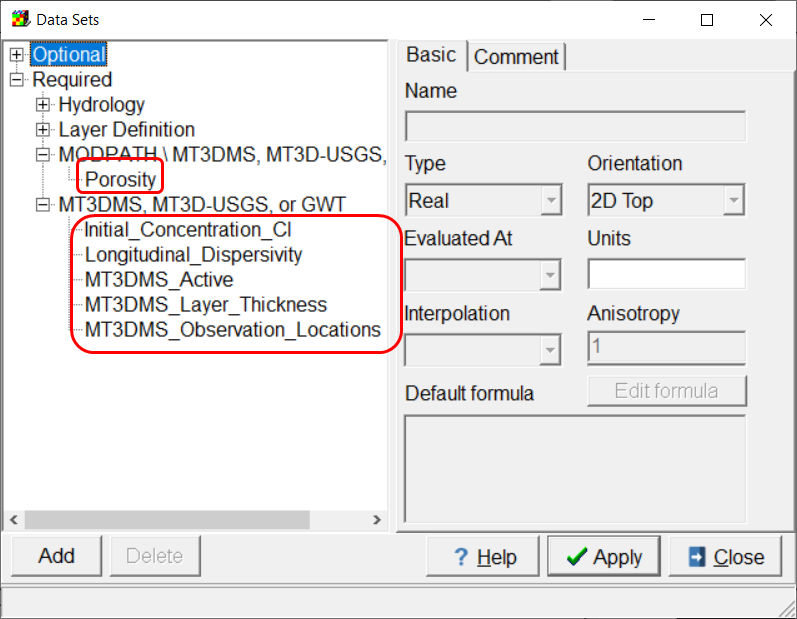 Data Sets
Optional
Required
Hydrology
Layer Definition
MODPATH \ MT3DMS, MT3D-USGS,
Porosity
MT3DMS, MT3D-USGS, or GWT
Initial_Concentration_Cl
Longitudinal_Dispersivity
MT3DMS_Active
MT3DMS_Layer_Thickness
MT3DMS_Observation_Locations
Basic Comment
Name
Type Orientation
Real 2D Top
Evaluated At Units
Interpolation Anisotropy
1
Default formula Edit formula
Add Delete ? Help Apply Close